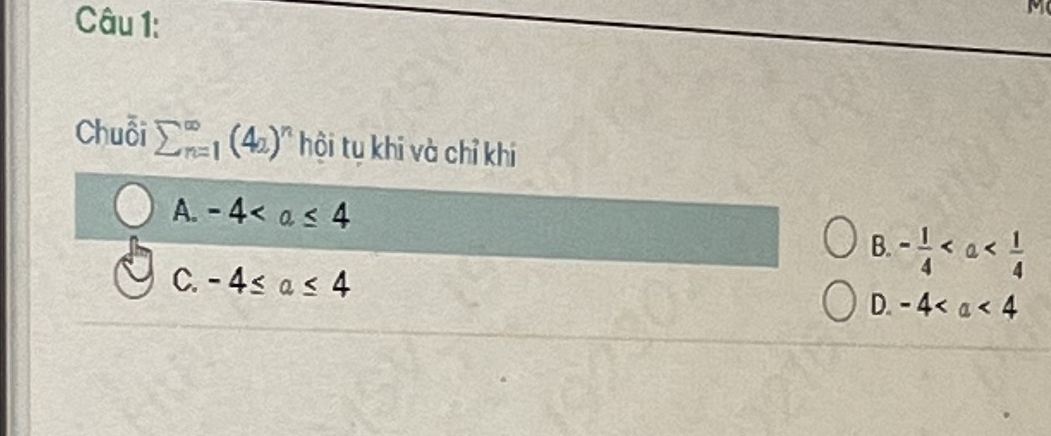 Câu 1:
Chuỗi ∑_{n=1}^{∞} (4a)^n hội tụ khi và chỉ khi
A. - 4 < a ≤ 4
B. - 1/4 < a < 1/4
C. - 4 ≤ a ≤ 4
D. - 4 < a < 4